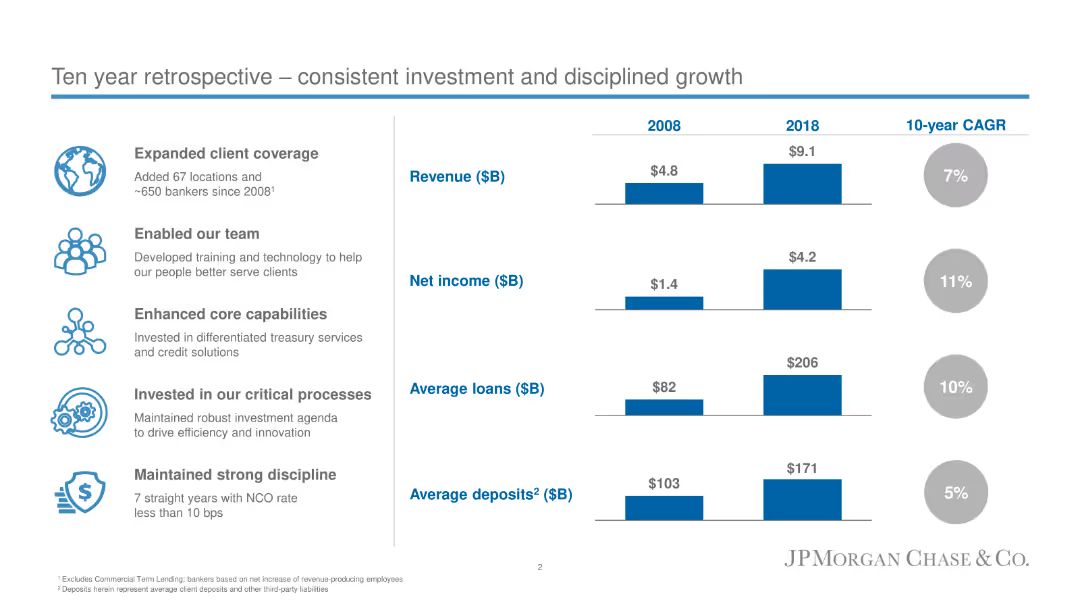 Ten year retrospective – consistent investment and disciplined growth
Expanded client coverage
Added 67 locations and
~650 bankers since 2008¹
Enabled our team
Developed training and technology to help
our people better serve clients
Enhanced core capabilities
Invested in differentiated treasury services
and credit solutions
Invested in our critical processes
Maintained robust investment agenda
to drive efficiency and innovation
$
Maintained strong discipline
7 straight years with NCO rate
less than 10 bps
2008 2018 10-year CAGR
Revenue ($B) $4.8 $9.1 7%
Net income ($B) $1.4 $4.2 11%
Average loans ($B) $82 $206 10%
Average deposits² ($B) $103 $171 5%
JPMORGAN CHASE & CO.
2
¹ Excludes Commercial Term Lending; bankers based on net increase of revenue-producing employees
² Deposits herein represent average client deposits and other third-party liabilities